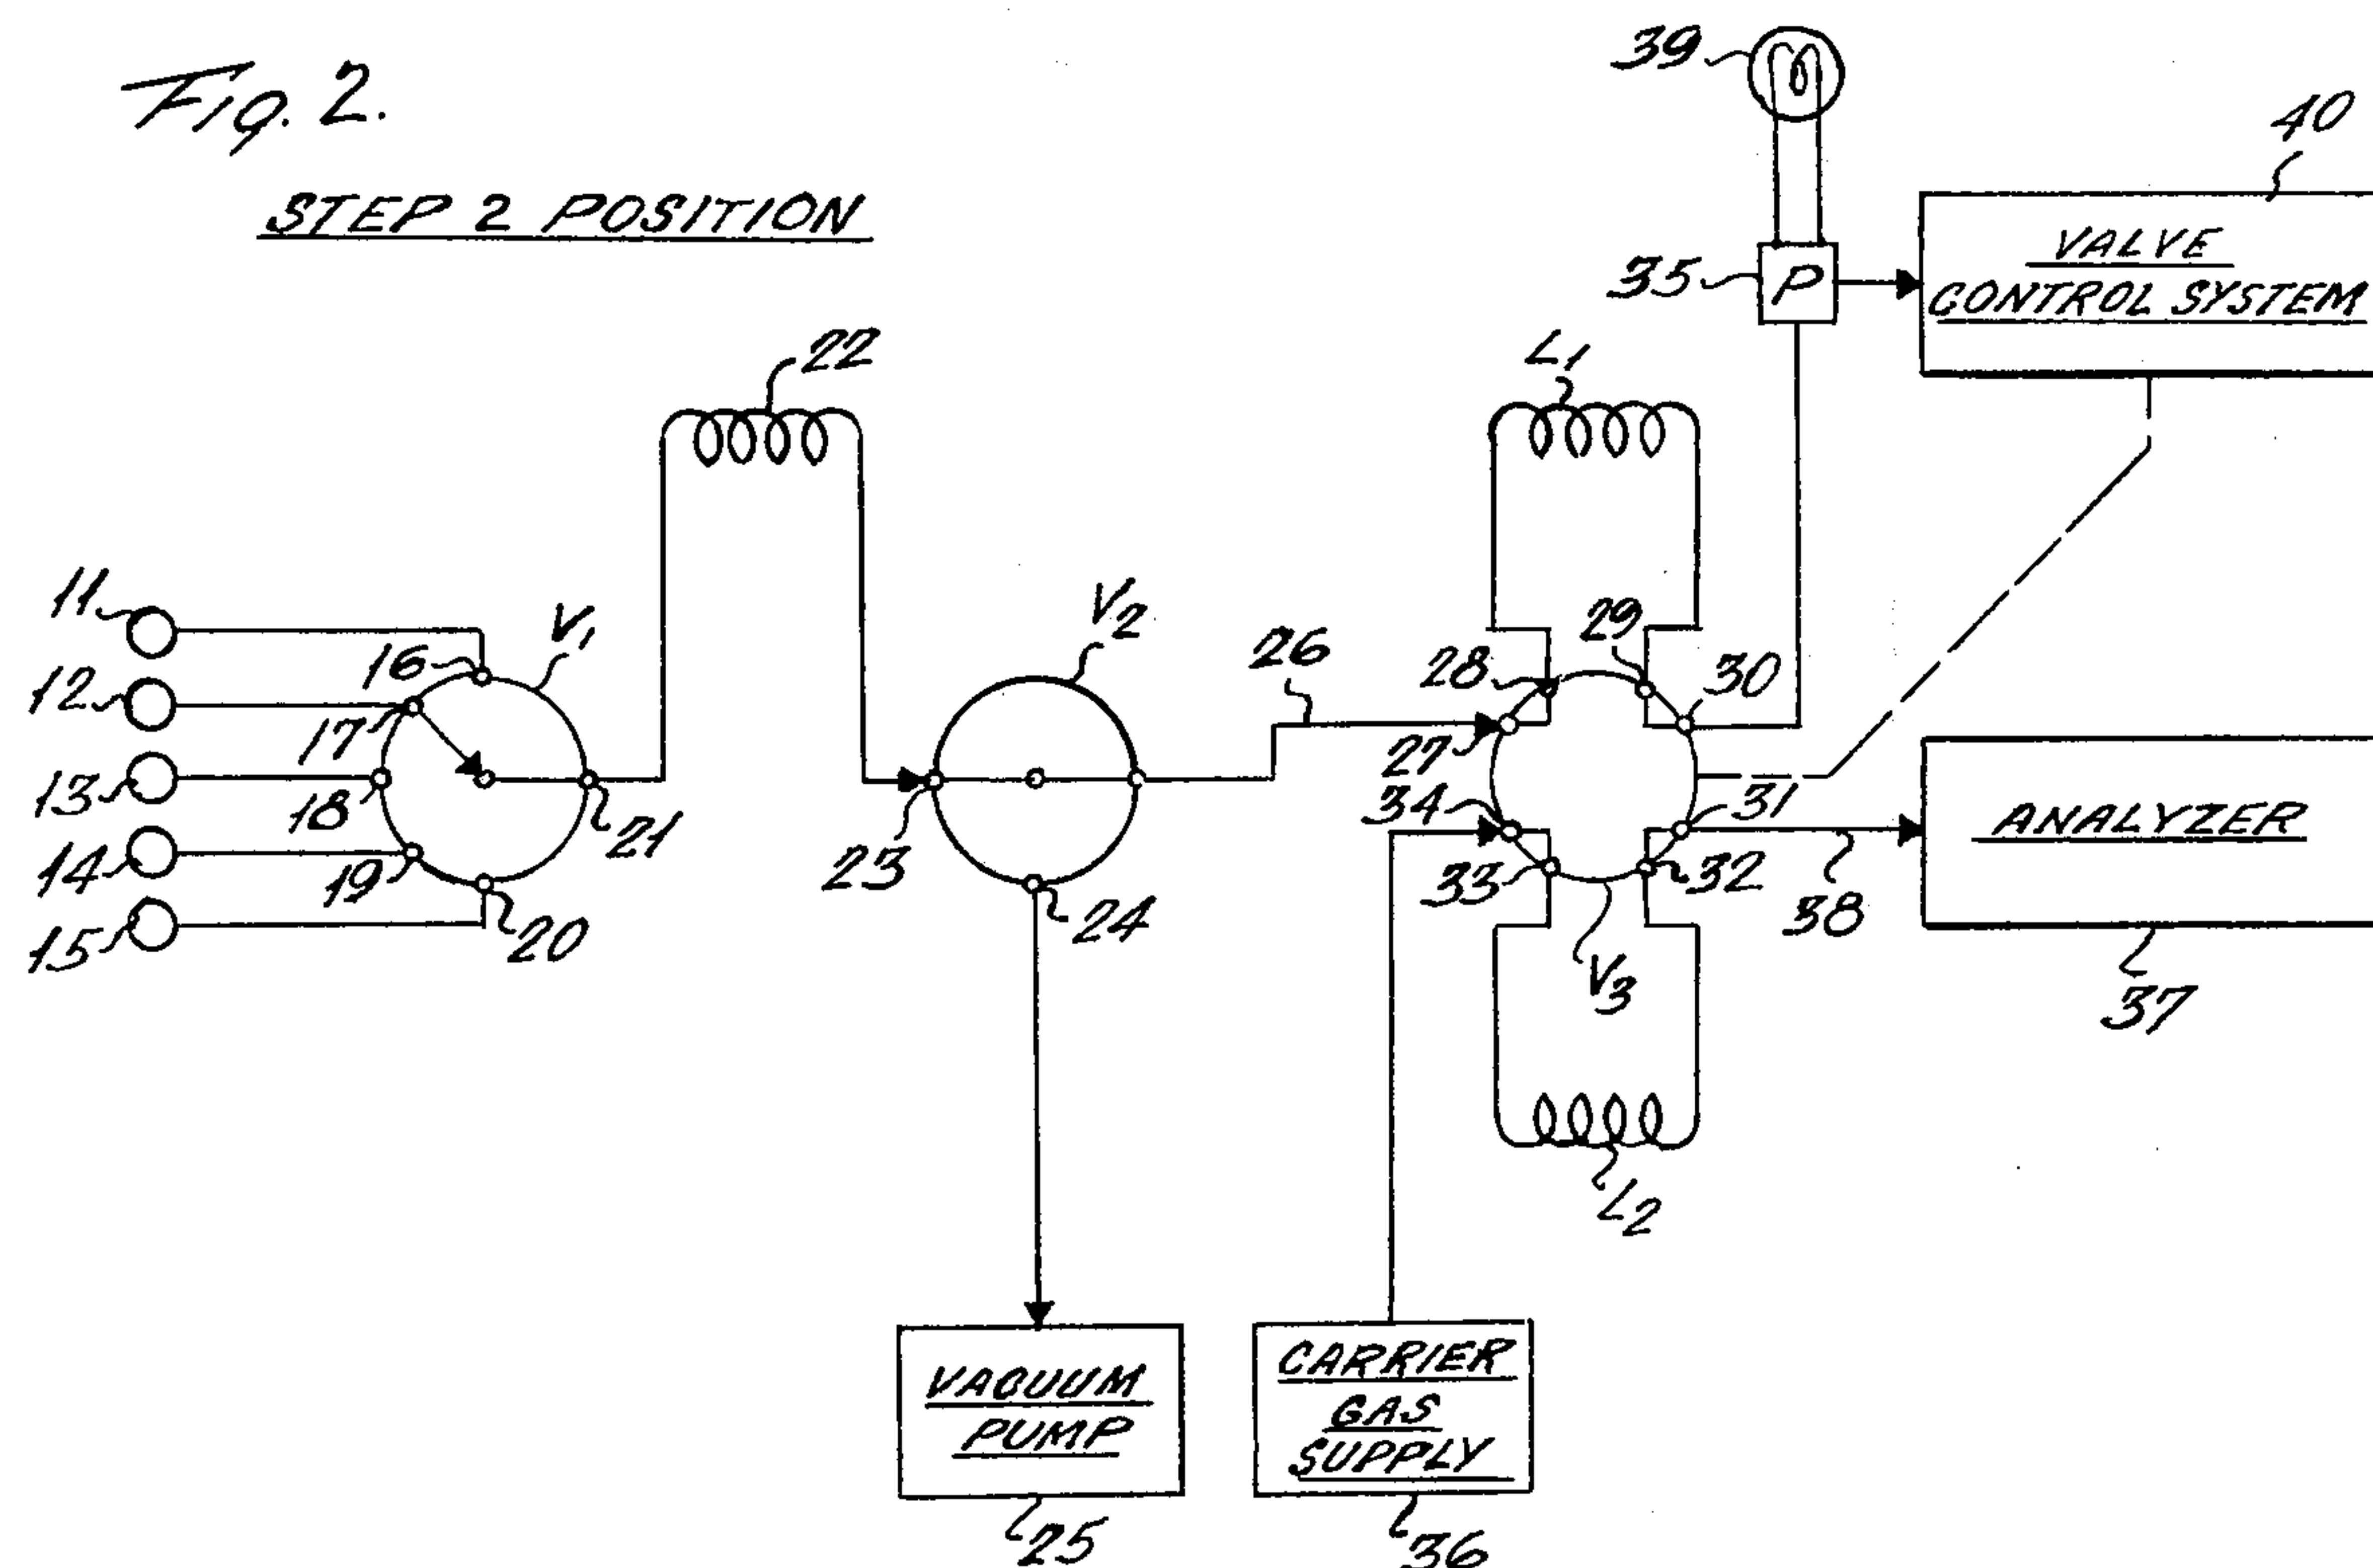 Fig. 2.
STEP 2 POSITION
39
40
35
P
VALVE
CONTROL SYSTEM
22
L1
11
V1
V2
29
16
26
28
30
12
17
27
13
18
21
23
34
31
ANALYZER
14
19
33
32
15
20
24
38
V3
37
L2
VACUUM
PUMP
CARRIER
GAS
SUPPLY
25
36